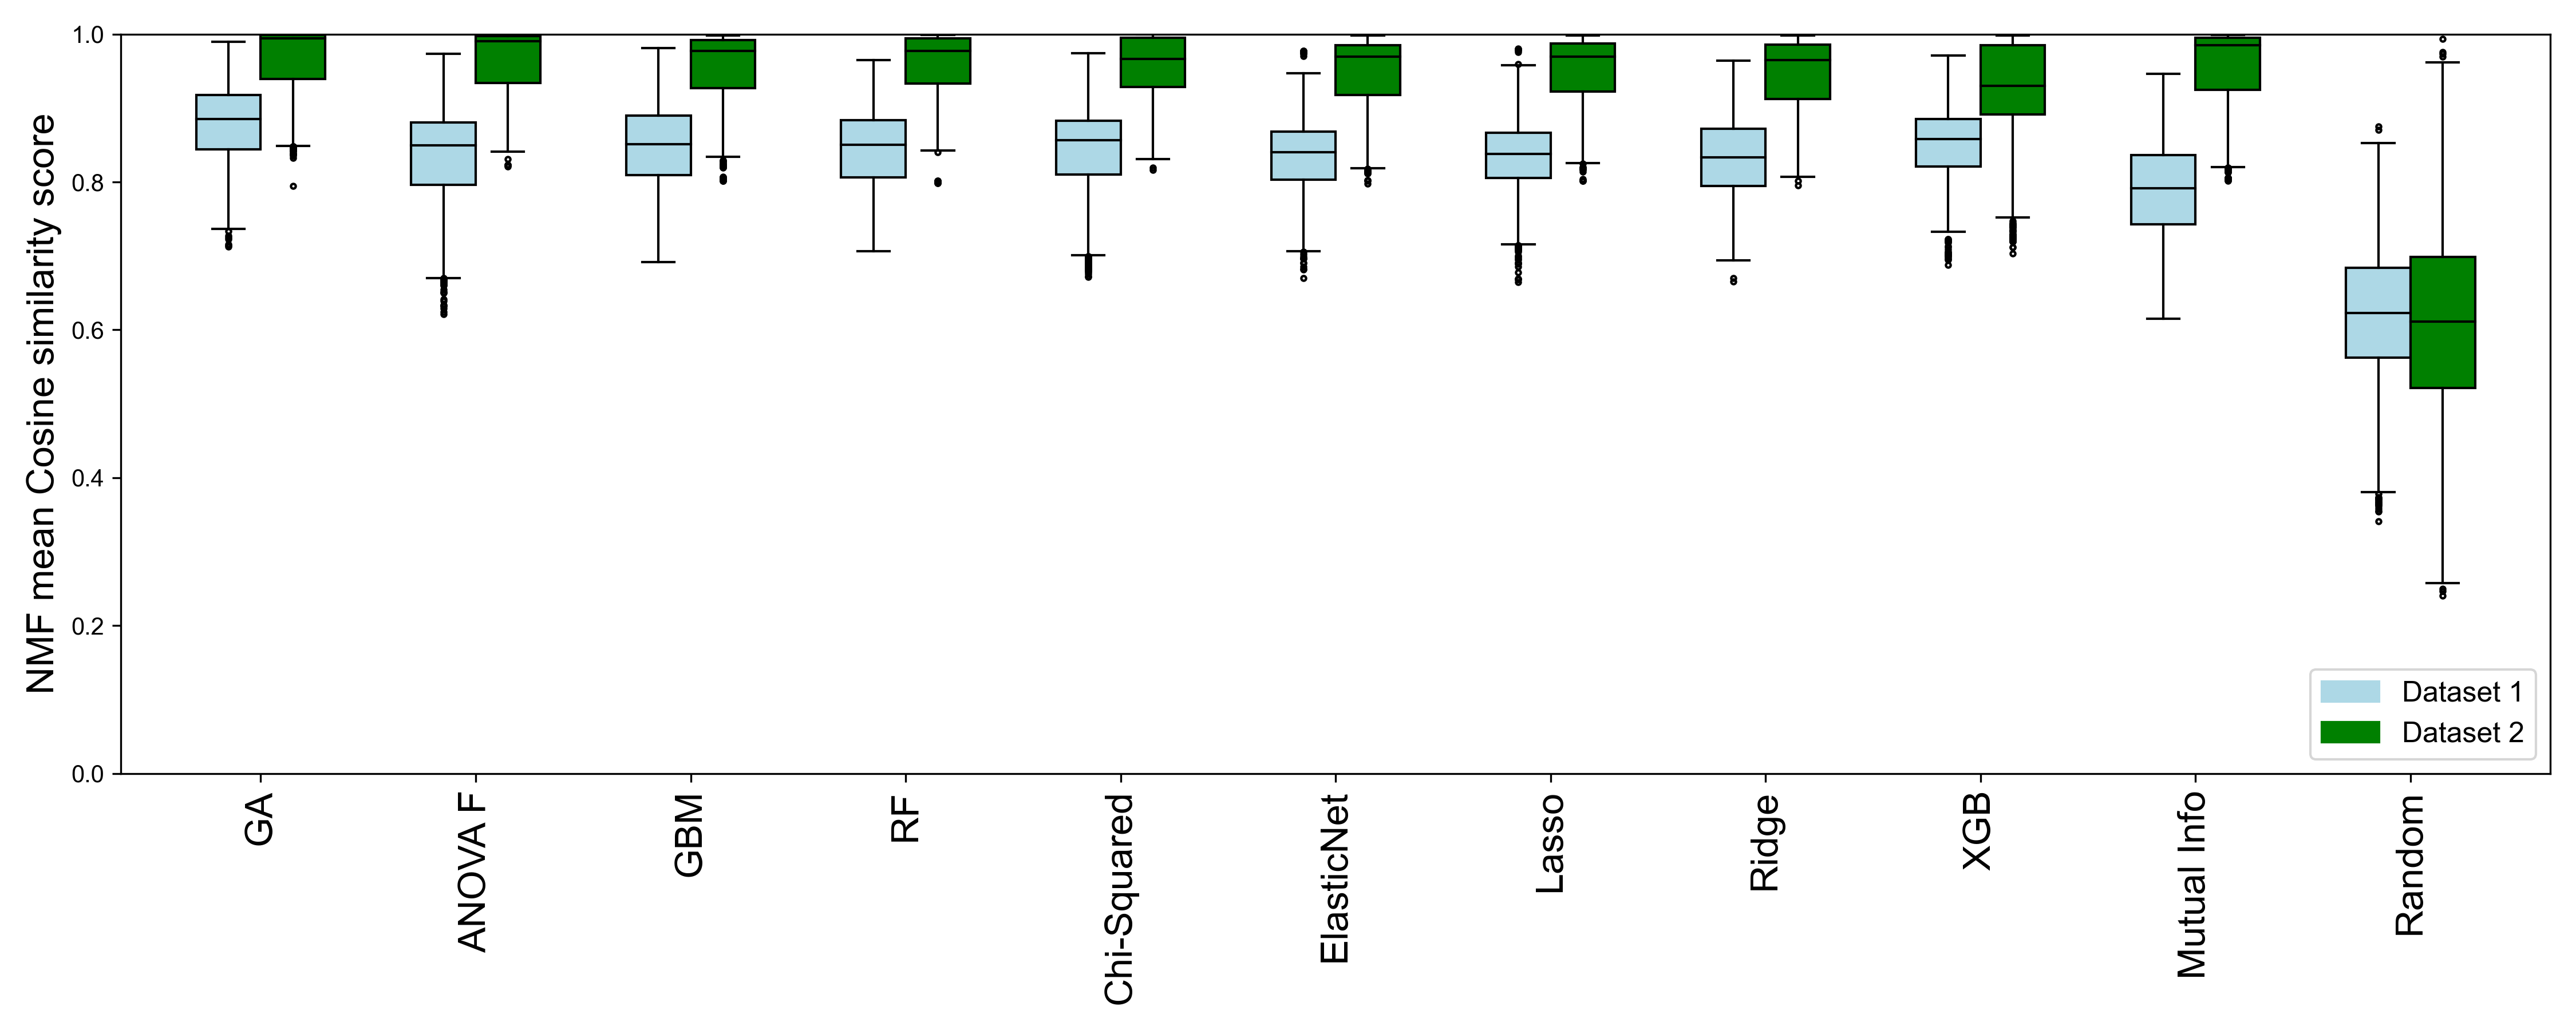 NMF mean Cosine similarity score
1.0
0.8
0.6
0.4
0.2
0.0
GA
ANOVA F
GBM
RF
Chi-Squared
ElasticNet
Lasso
Ridge
XGB
Mutual Info
Random
Dataset 1
Dataset 2